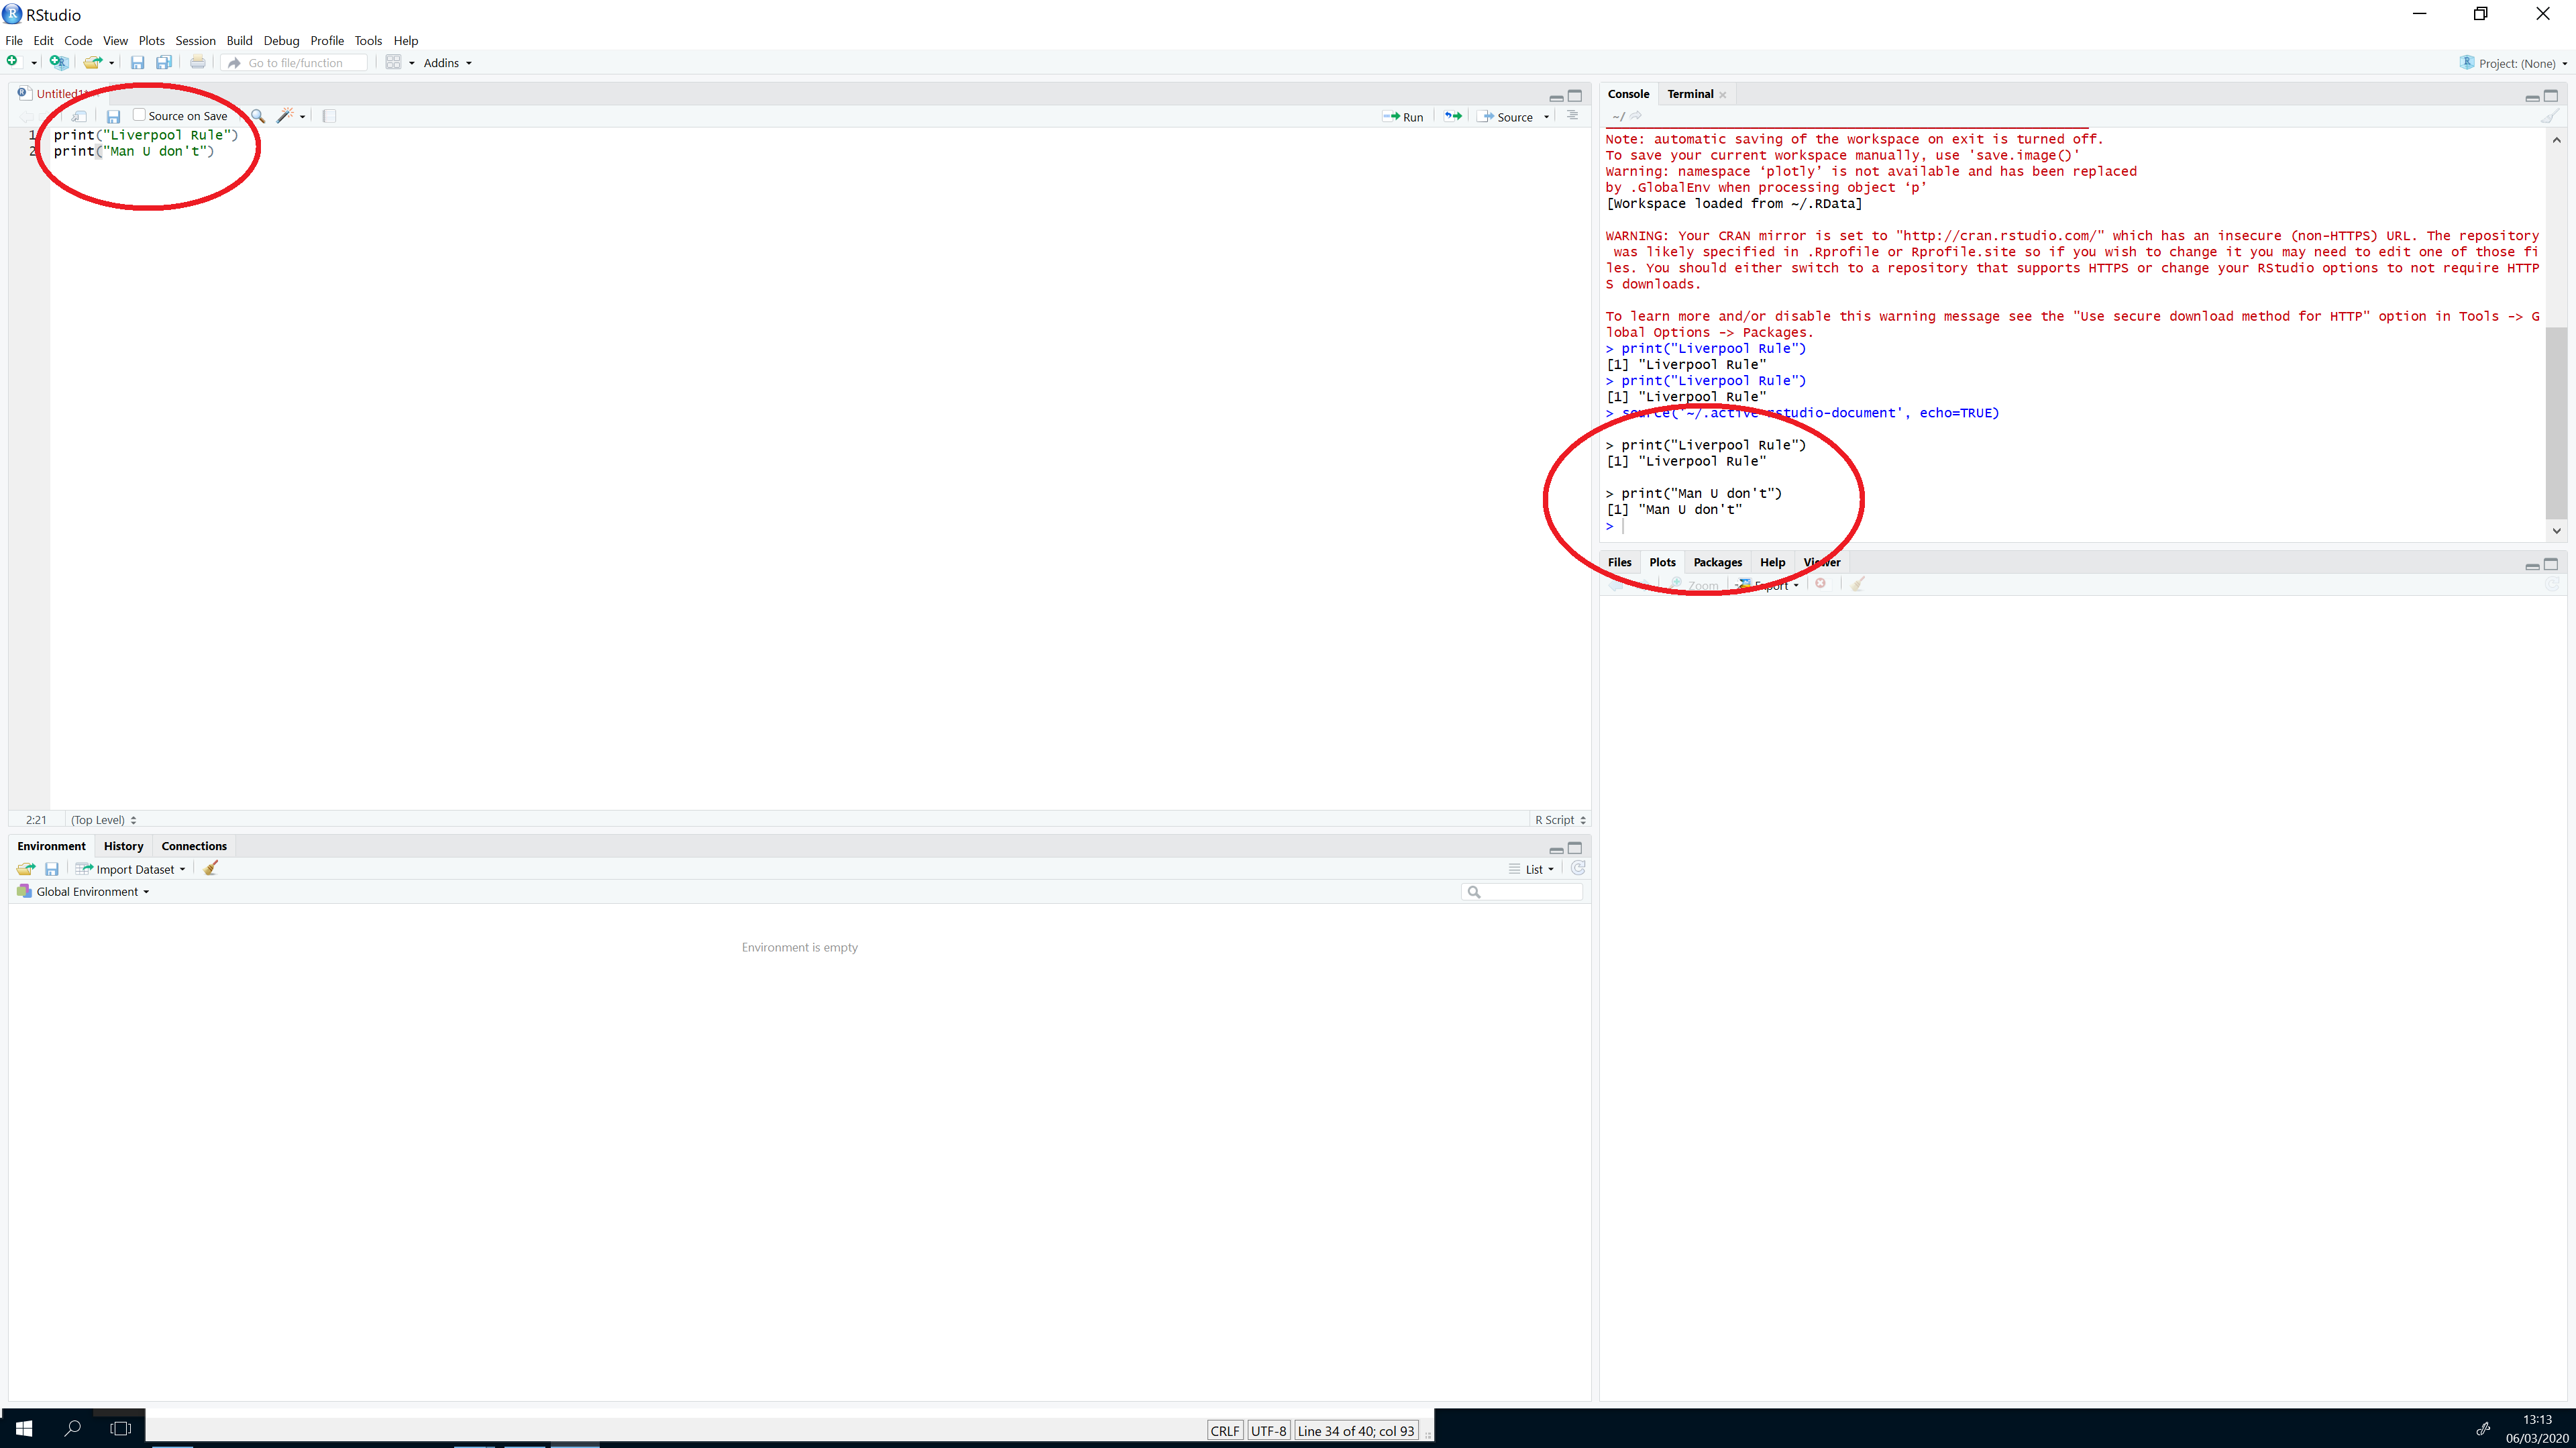 RStudio
File Edit Code View Plots Session Build Debug Profile Tools Help
Go to file/function Addins
Project: (None)
Untitled1
Source on Save Run Source
1 print("Liverpool Rule")
2 print("Man U don't")
2:21 (Top Level) R Script
Environment History Connections
Import Dataset List
Global Environment
Environment is empty
Console Terminal
~/
Note: automatic saving of the workspace on exit is turned off.
To save your current workspace manually, use 'save.image()'
Warning: namespace ‘plotly’ is not available and has been replaced
by .GlobalEnv when processing object ‘p’
[Workspace loaded from ~/.RData]
WARNING: Your CRAN mirror is set to "http://cran.rstudio.com/" which has an insecure (non-HTTPS) URL. The repository
was likely specified in .Rprofile or Rprofile.site so if you wish to change it you may need to edit one of those fi
les. You should either switch to a repository that supports HTTPS or change your RStudio options to not require HTTP
S downloads.
To learn more and/or disable this warning message see the "Use secure download method for HTTP" option in Tools -> G
lobal Options -> Packages.
> print("Liverpool Rule")
[1] "Liverpool Rule"
> print("Liverpool Rule")
[1] "Liverpool Rule"
> source('~/.active-rstudio-document', echo=TRUE)
> print("Liverpool Rule")
[1] "Liverpool Rule"
> print("Man U don't")
[1] "Man U don't"
>
Files Plots Packages Help Viewer
Zoom Export
CRLF UTF-8 Line 34 of 40; col 93
13:13
06/03/2020